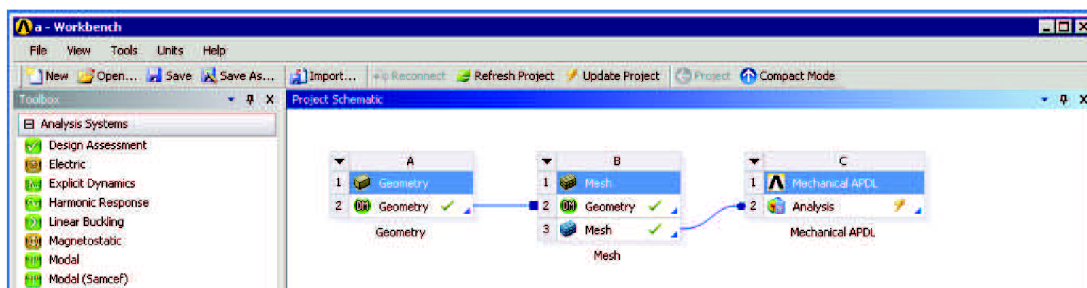 a - Workbench
File View Tools Units Help
New Open... Save Save As... Import... Reconnect Refresh Project Update Project Project Compact Mode
Toolbox
Project Schematic
Analysis Systems
Design Assessment
Electric
Explicit Dynamics
Harmonic Response
Linear Buckling
Magnetostatic
Modal
Modal (Samcef)
A
1 Geometry
2 Geometry
Geometry
B
1 Mesh
2 Geometry
3 Mesh
Mesh
C
1 Mechanical APDL
2 Analysis
Mechanical APDL